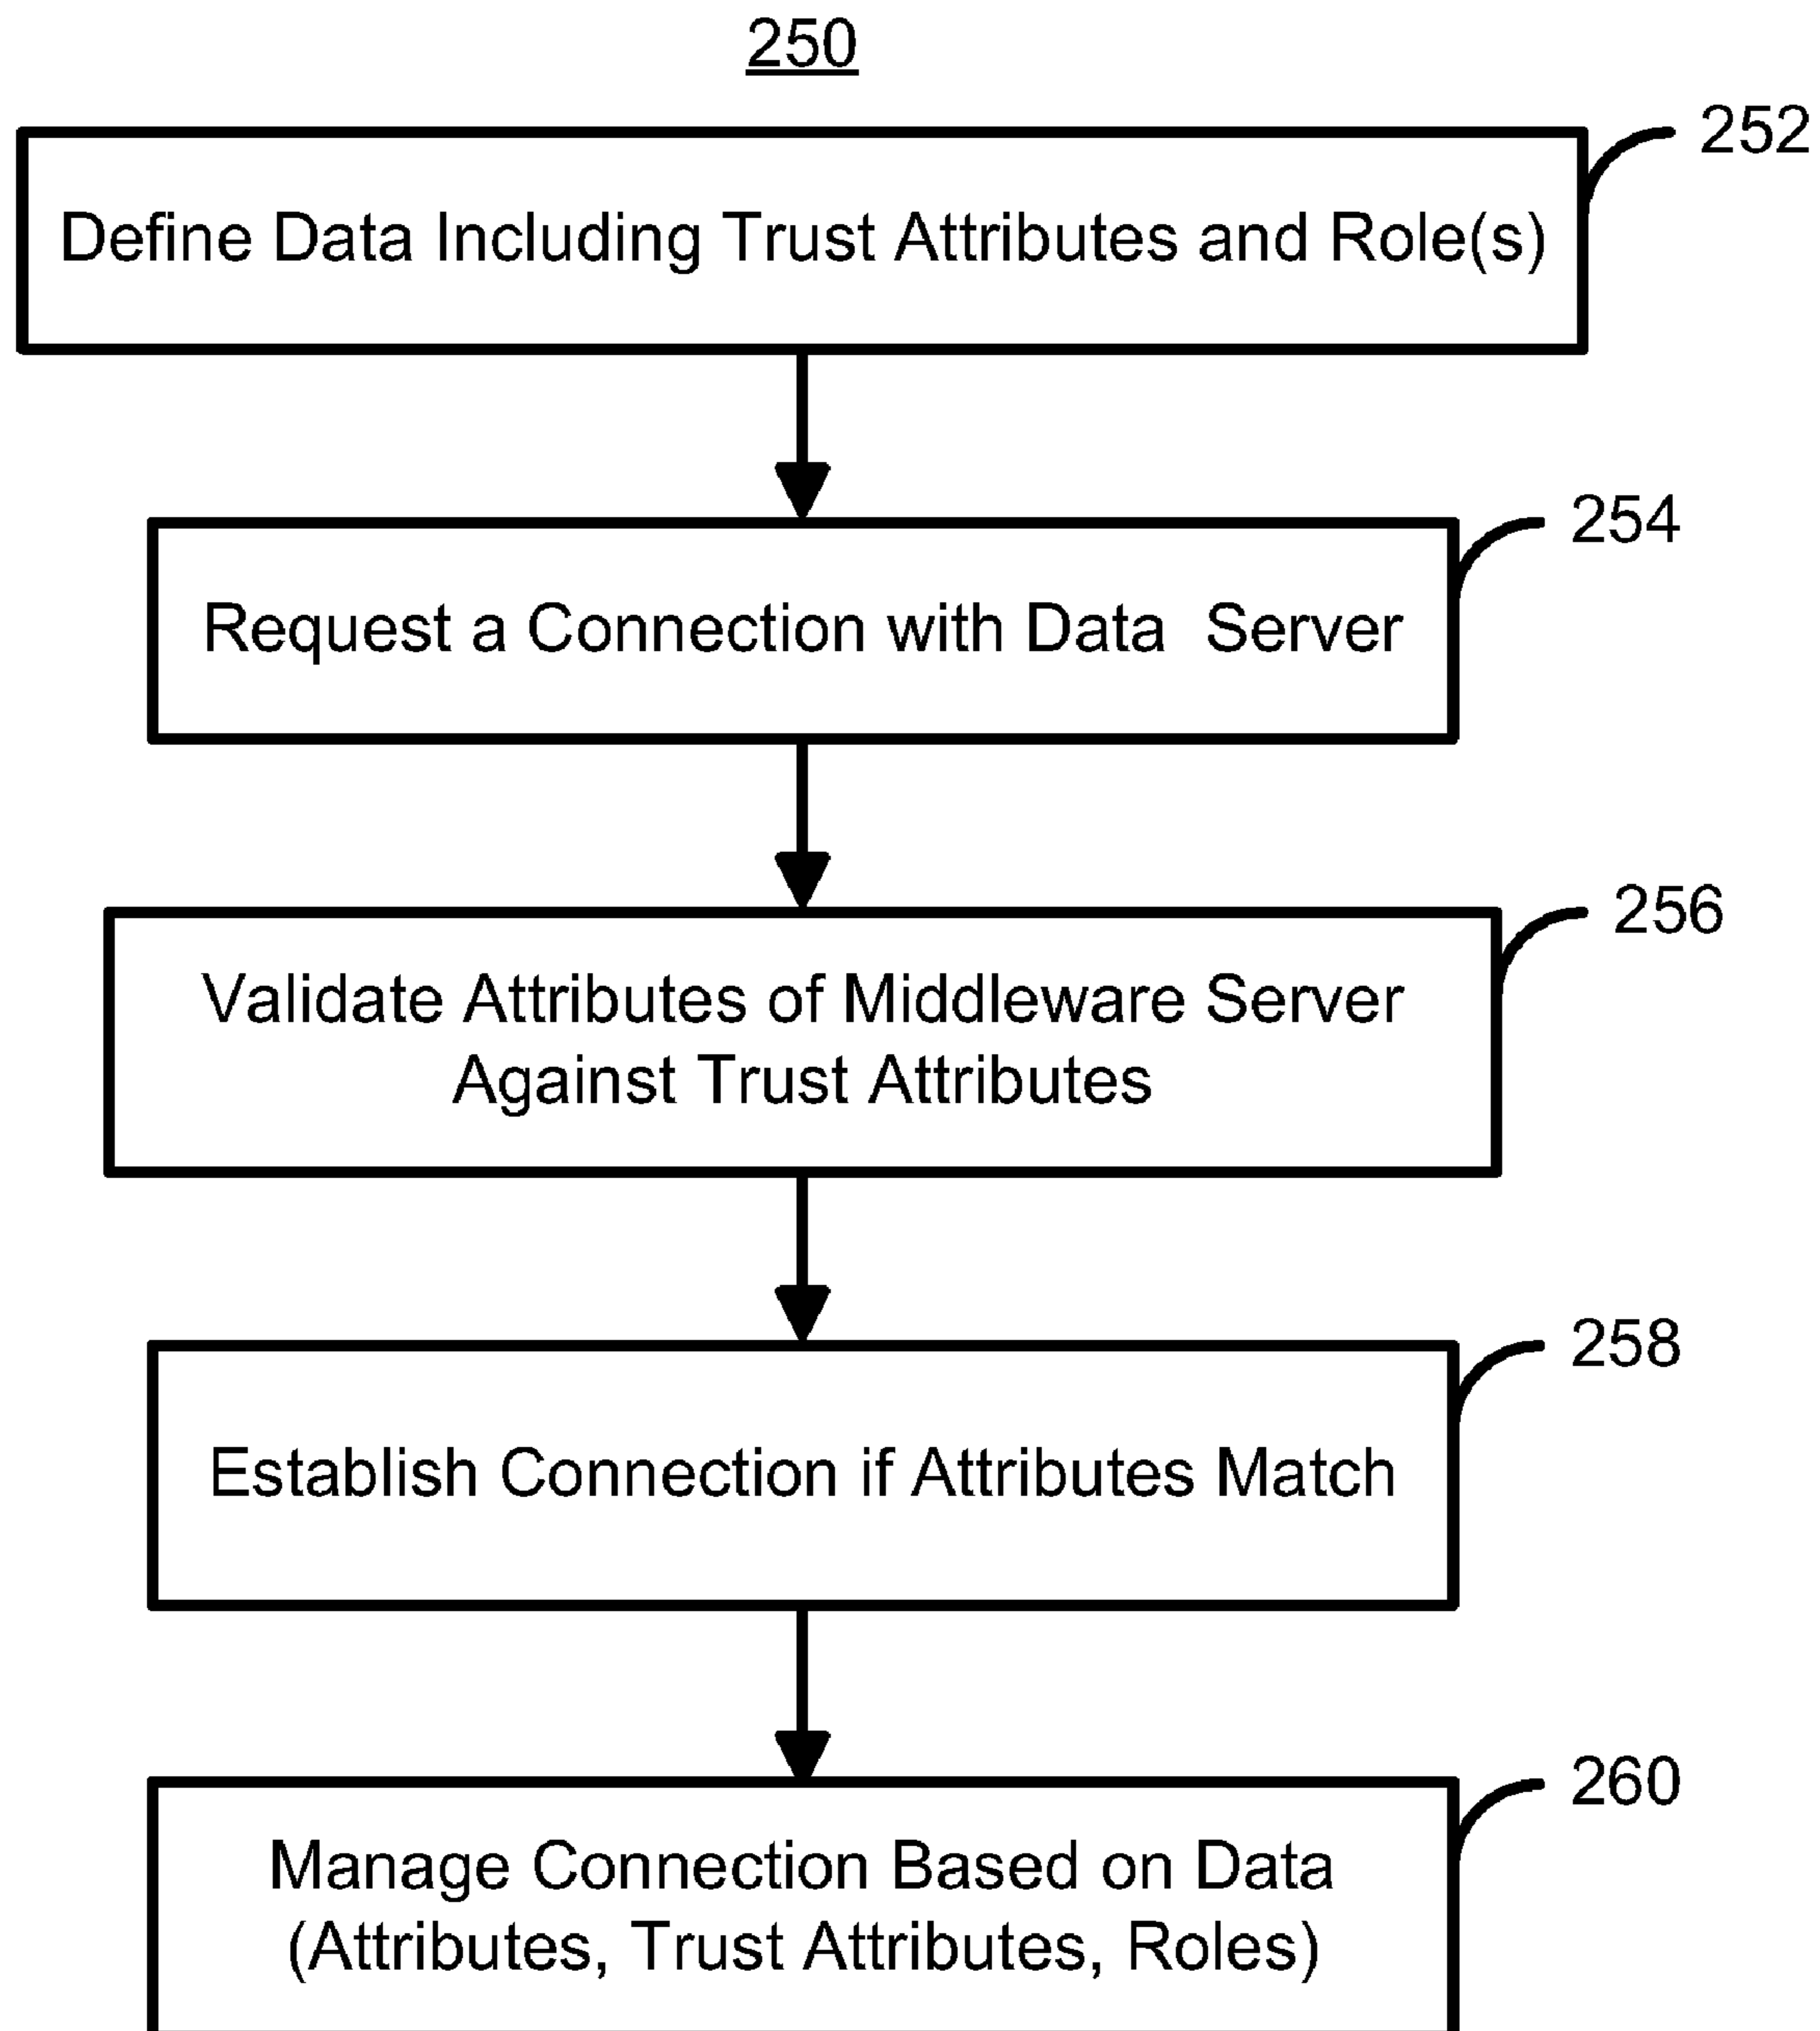 250
252
Define Data Including Trust Attributes and Role(s)
254
Request a Connection with Data  Server
256
Validate Attributes of Middleware Server
Against Trust Attributes
258
Establish Connection if Attributes Match
260
Manage Connection Based on Data
(Attributes, Trust Attributes, Roles)